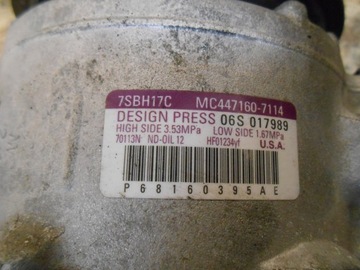 7SBH17C MC447160-7114
DESIGN PRESS 06S 017989
HIGH SIDE 3.53MPa LOW SIDE 1.67MPa
70113N ND-OIL 12 HFO1234yf U.S.A.
P68160395AE